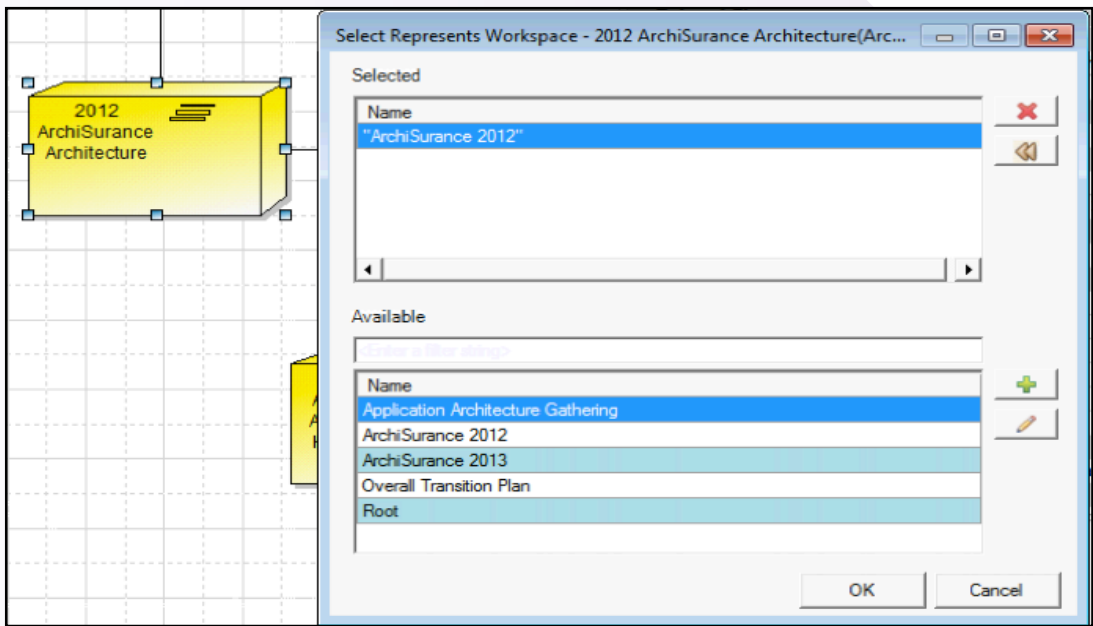 Select Represents Workspace - 2012 ArchiSurance Architecture(Arc...
2012
ArchiSurance
Architecture
Selected
Name
"ArchiSurance 2012"
Available
<Enter a filter string>
Name
Application Architecture Gathering
ArchiSurance 2012
ArchiSurance 2013
Overall Transition Plan
Root
OK
Cancel